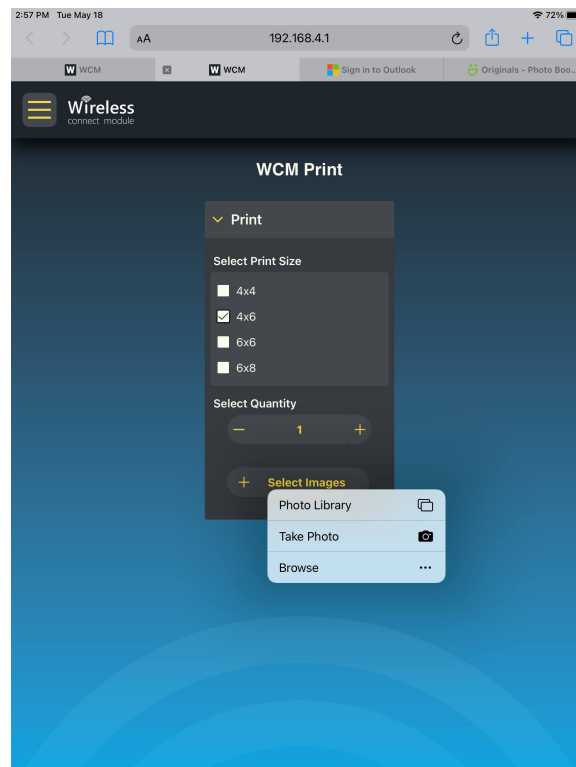 2:57 PM Tue May 18 72%
AA 192.168.4.1
W WCM W WCM Sign in to Outlook Originals - Photo Boo...
Wireless
connect module
WCM Print
Print
Select Print Size
4x4
4x6
6x6
6x8
Select Quantity
− 1 +
+ Select Images
Photo Library
Take Photo
Browse